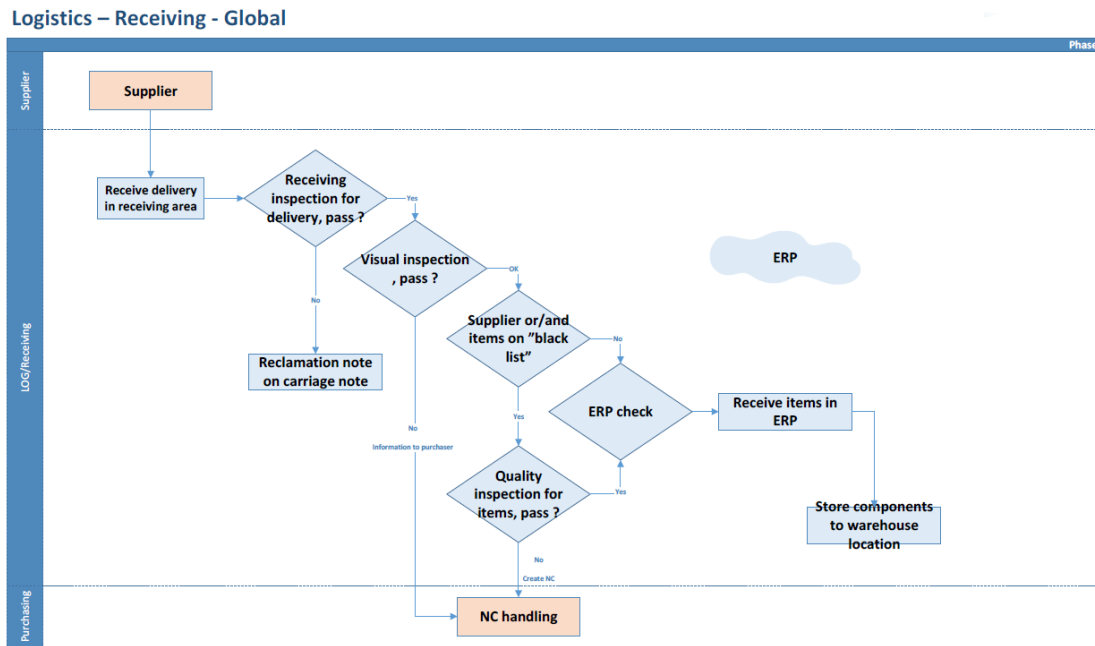 Logistics – Receiving - Global
Phase
Supplier
Supplier
LOG/Receiving
Receive delivery
in receiving area
Receiving
inspection for
delivery, pass ?
Yes
No
Reclamation note
on carriage note
Visual inspection
, pass ?
OK
No
Information to purchaser
Supplier or/and
items on ”black
list”
No
Yes
ERP
ERP check
Quality
inspection for
items, pass ?
Yes
No
Create NC
Receive items in
ERP
Store components
to warehouse
location
Purchasing
NC handling